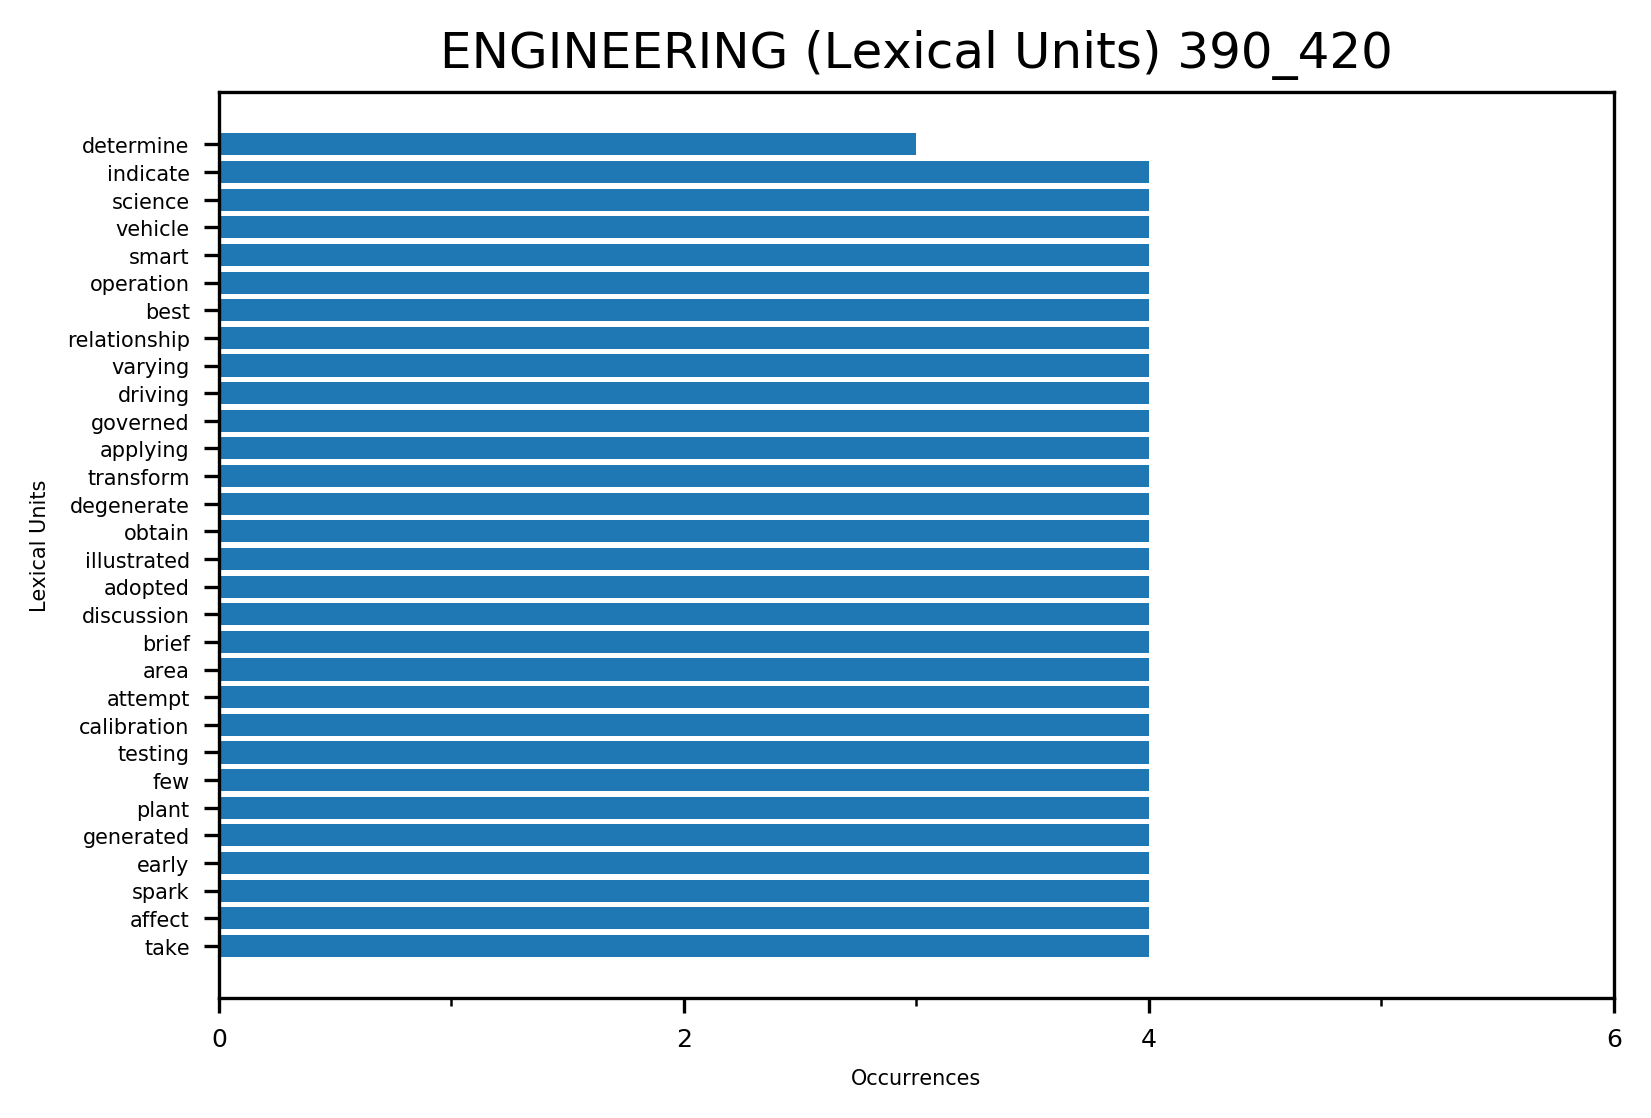 ENGINEERING (Lexical Units) 390_420
determine
indicate
science
vehicle
smart
operation
best
relationship
varying
driving
governed
applying
transform
degenerate
obtain
illustrated
adopted
discussion
brief
area
attempt
calibration
testing
few
plant
generated
early
spark
affect
take
Lexical Units
0 2 4 6
Occurrences